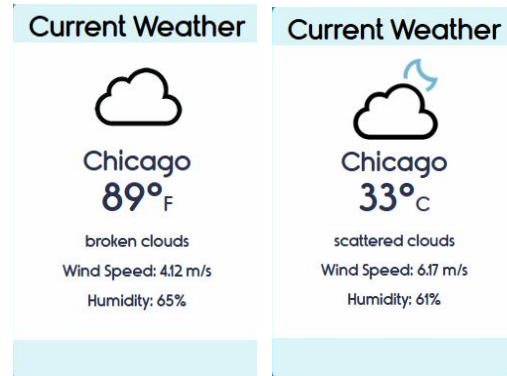 Current Weather
Chicago
89°F
broken clouds
Wind Speed: 4.12 m/s
Humidity: 65%
Current Weather
Chicago
33°C
scattered clouds
Wind Speed: 6.17 m/s
Humidity: 61%